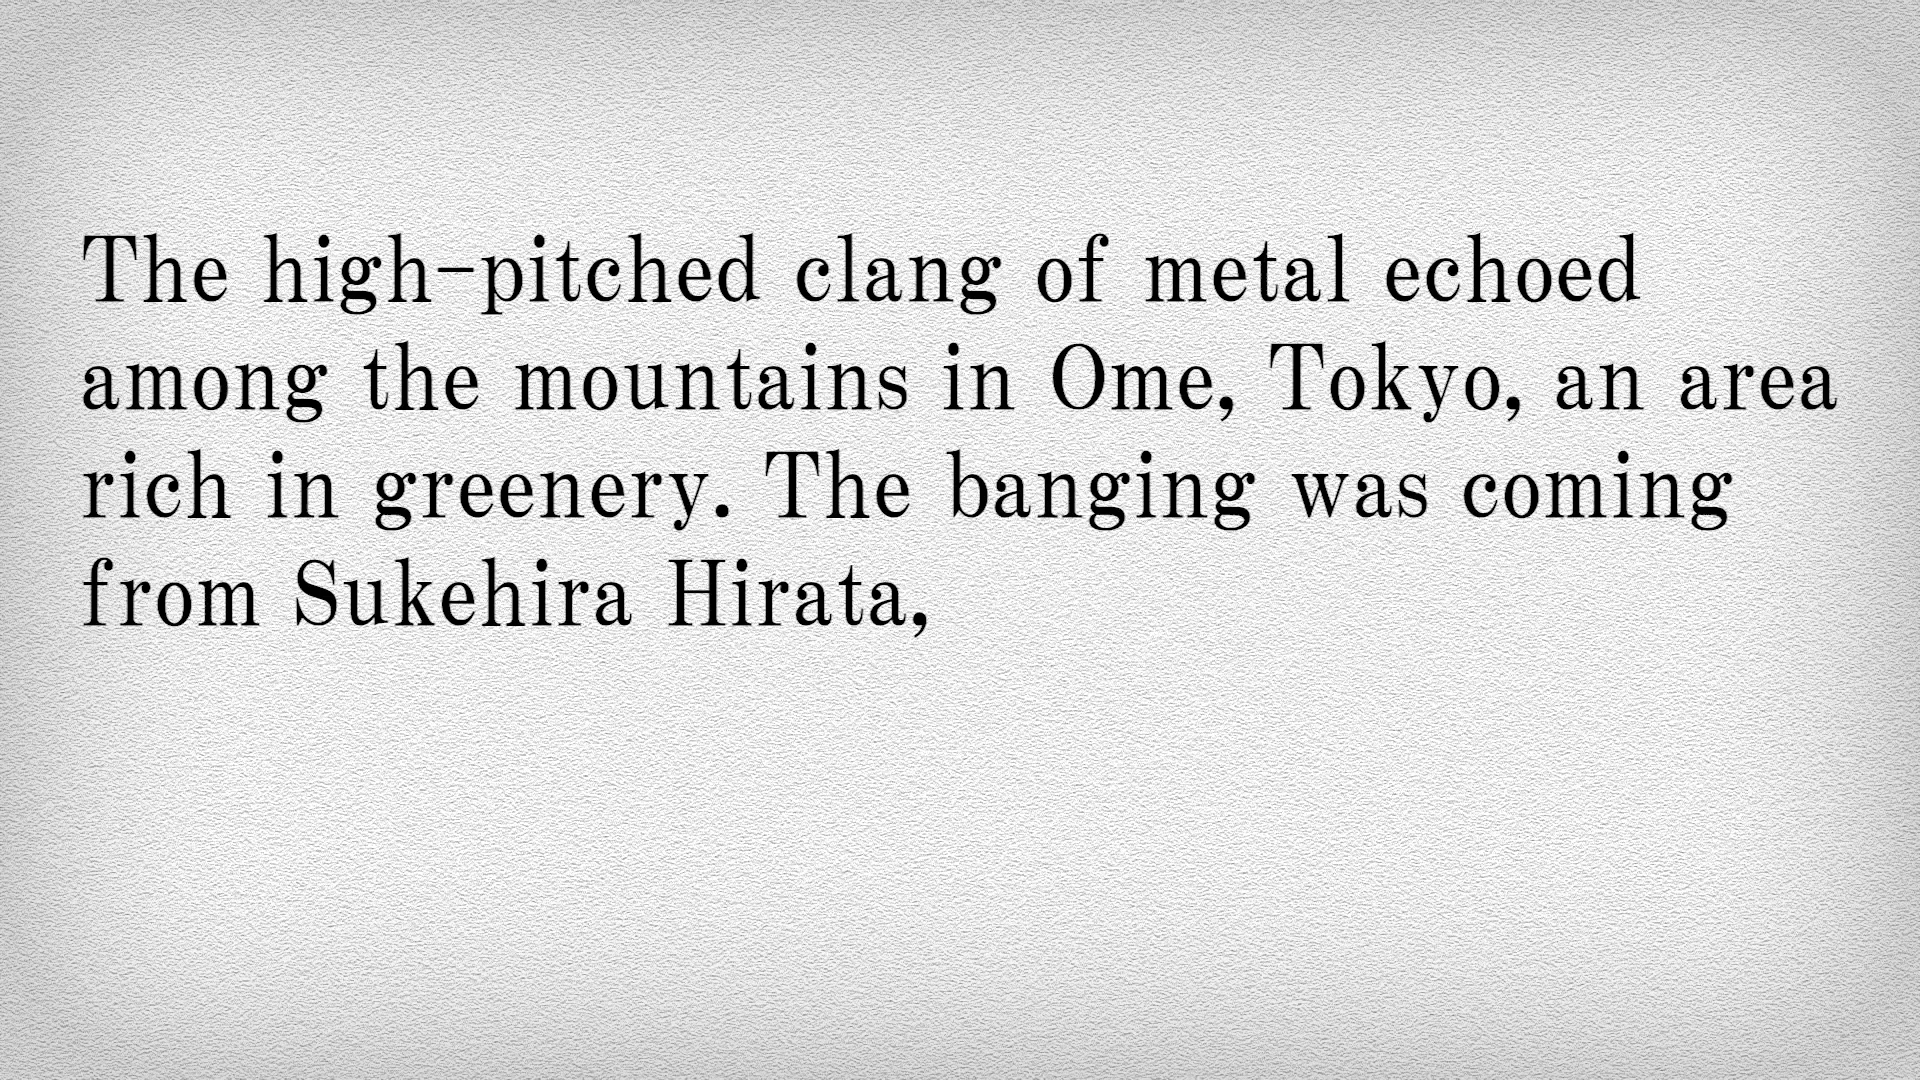 The high-pitched clang of metal echoed
among the mountains in Ome, Tokyo, an area
rich in greenery. The banging was coming
from Sukehira Hirata,